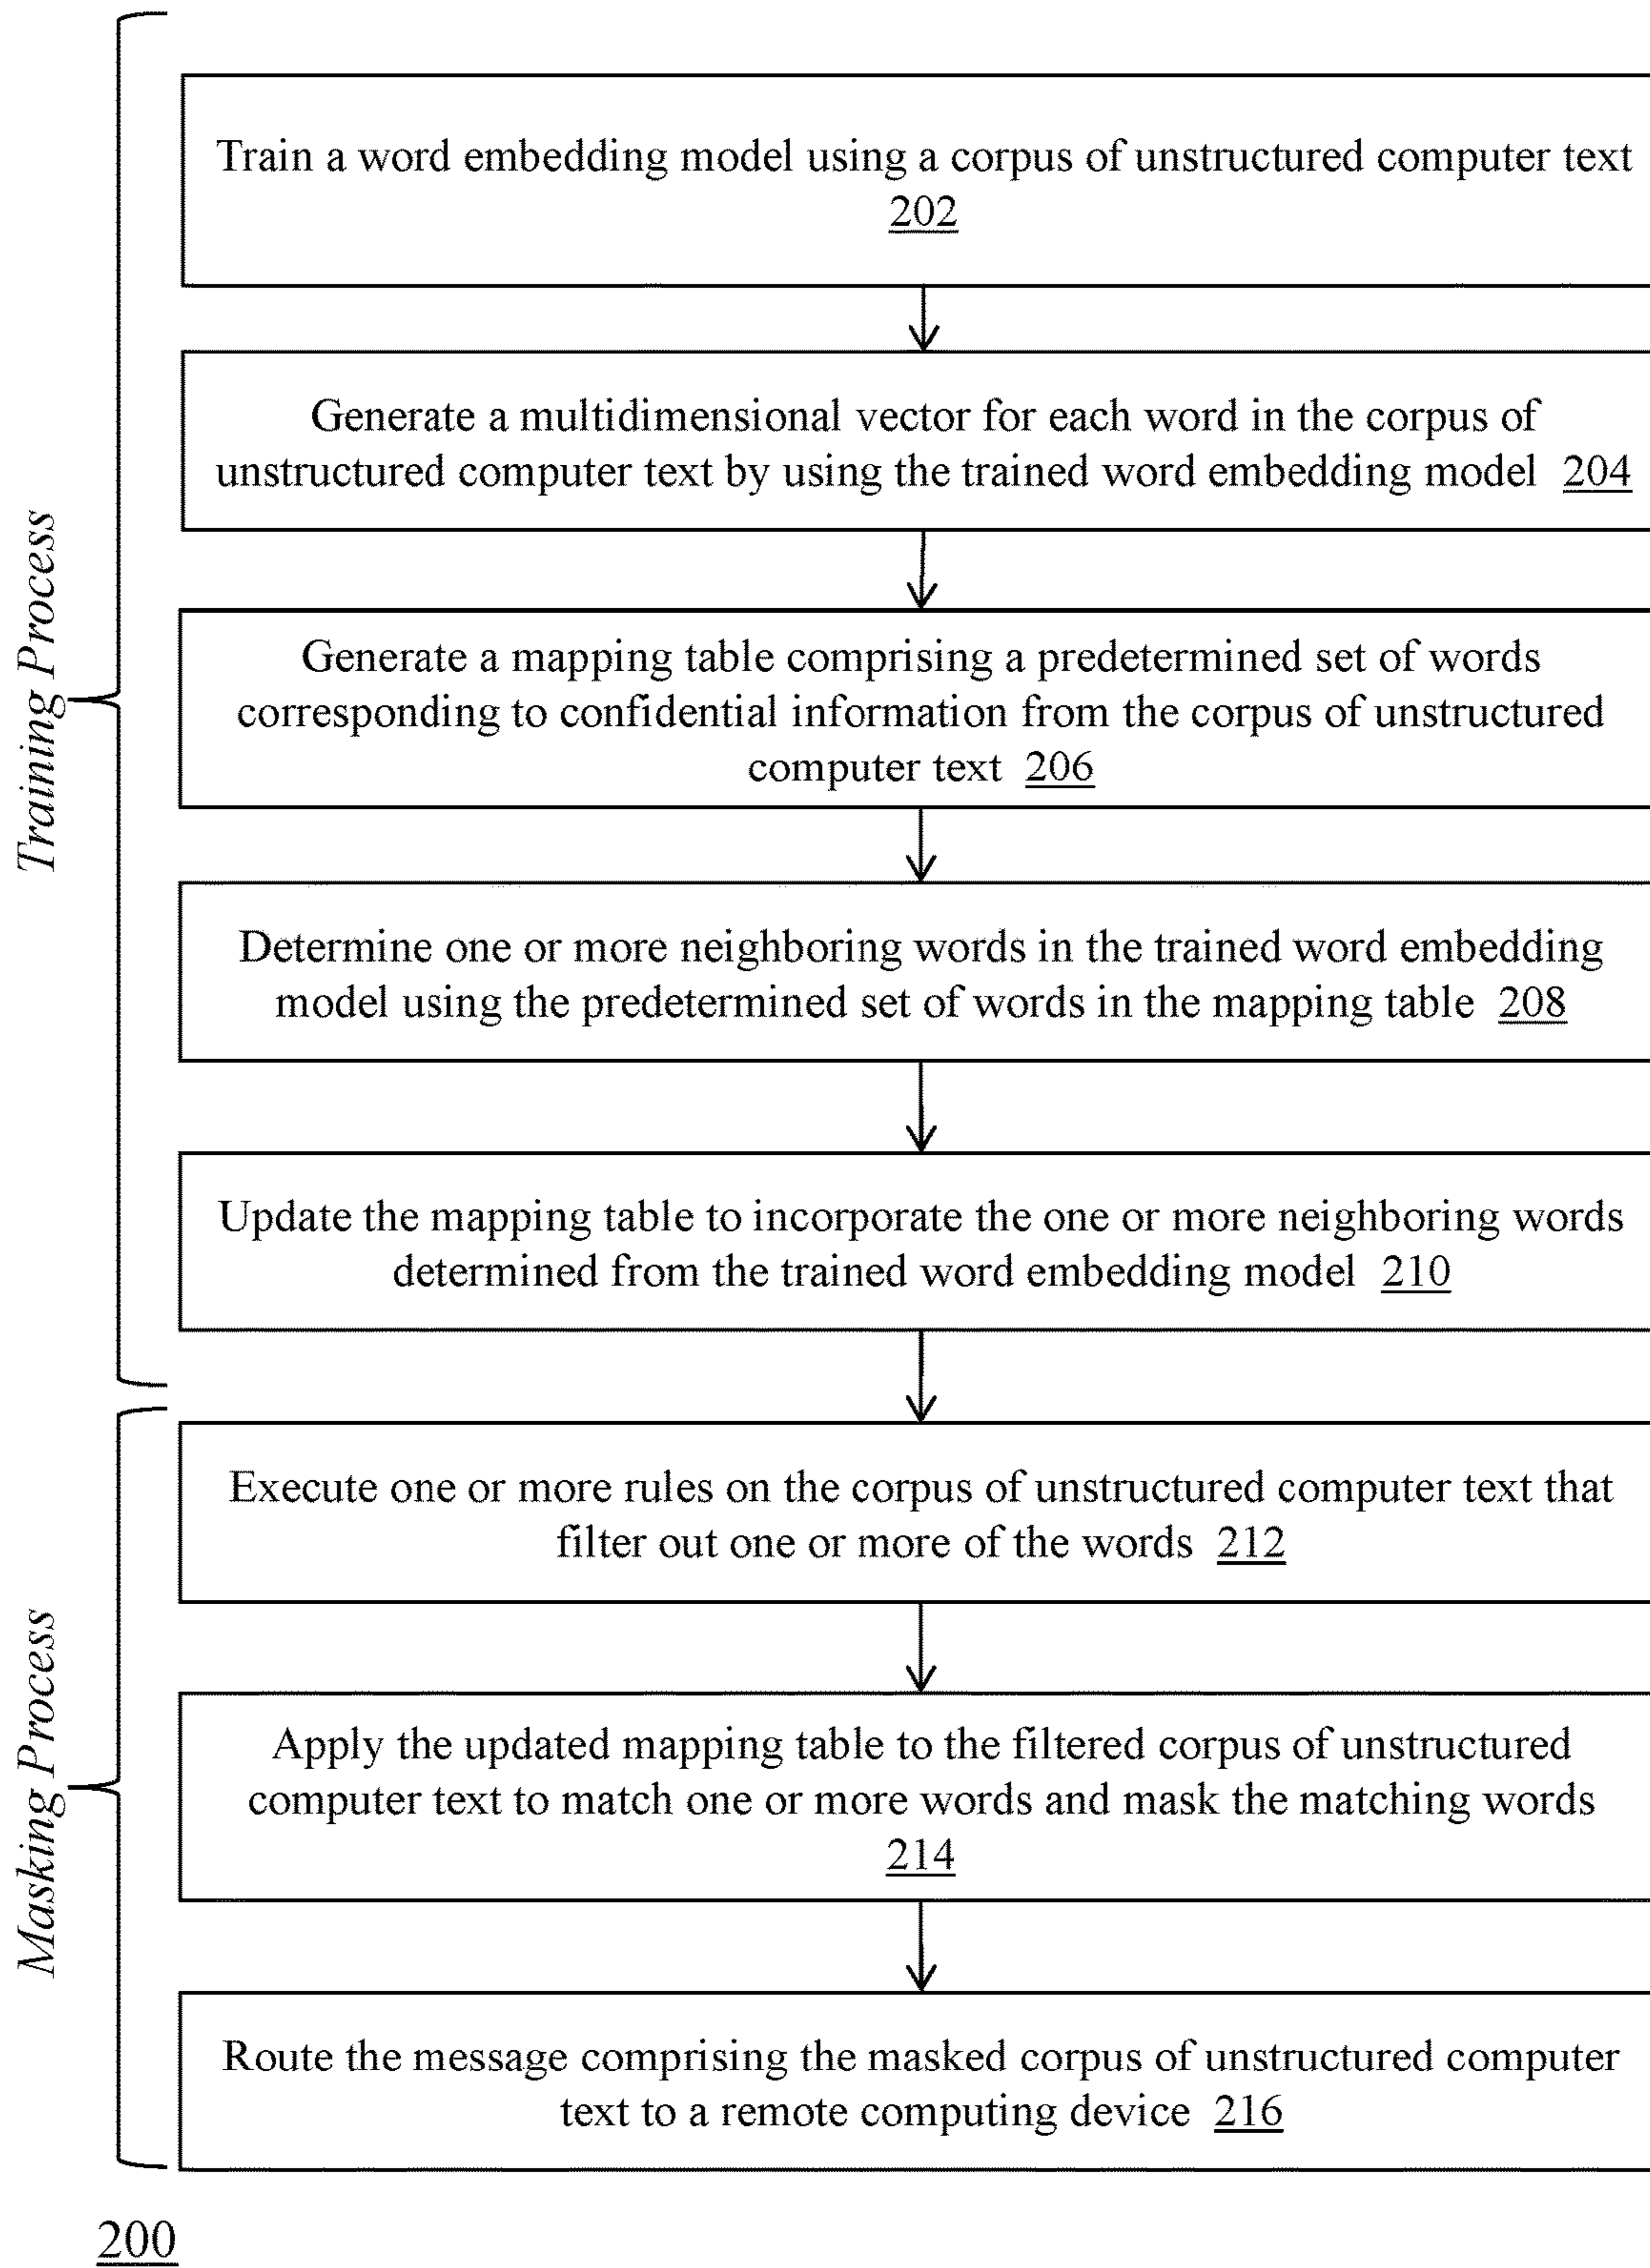 Training Process
Train a word embedding model using a corpus of unstructured computer text
202
Generate a multidimensional vector for each word in the corpus of
unstructured computer text by using the trained word embedding model 204
Generate a mapping table comprising a predetermined set of words
corresponding to confidential information from the corpus of unstructured
computer text 206
Determine one or more neighboring words in the trained word embedding
model using the predetermined set of words in the mapping table 208
Update the mapping table to incorporate the one or more neighboring words
determined from the trained word embedding model 210
Masking Process
Execute one or more rules on the corpus of unstructured computer text that
filter out one or more of the words 212
Apply the updated mapping table to the filtered corpus of unstructured
computer text to match one or more words and mask the matching words
214
Route the message comprising the masked corpus of unstructured computer
text to a remote computing device 216
200